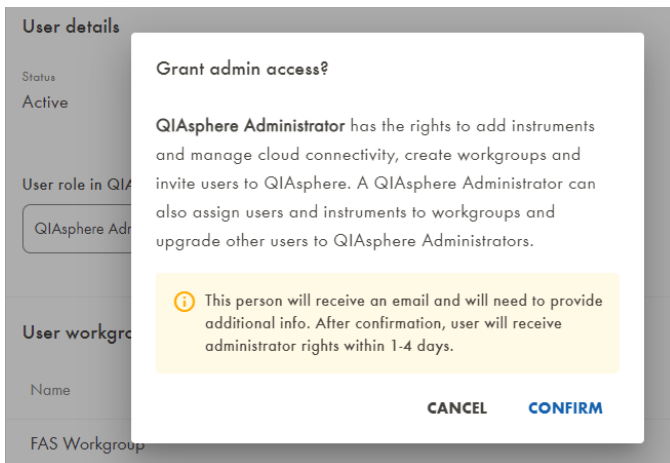 User details
Status
Active
User role in QIA
QIAsphere Adr
User workgro
Name
FAS Workgroup
Grant admin access?
QIAsphere Administrator has the rights to add instruments
and manage cloud connectivity, create workgroups and
invite users to QIAsphere. A QIAsphere Administrator can
also assign users and instruments to workgroups and
upgrade other users to QIAsphere Administrators.
This person will receive an email and will need to provide
additional info. After confirmation, user will receive
administrator rights within 1-4 days.
CANCEL CONFIRM